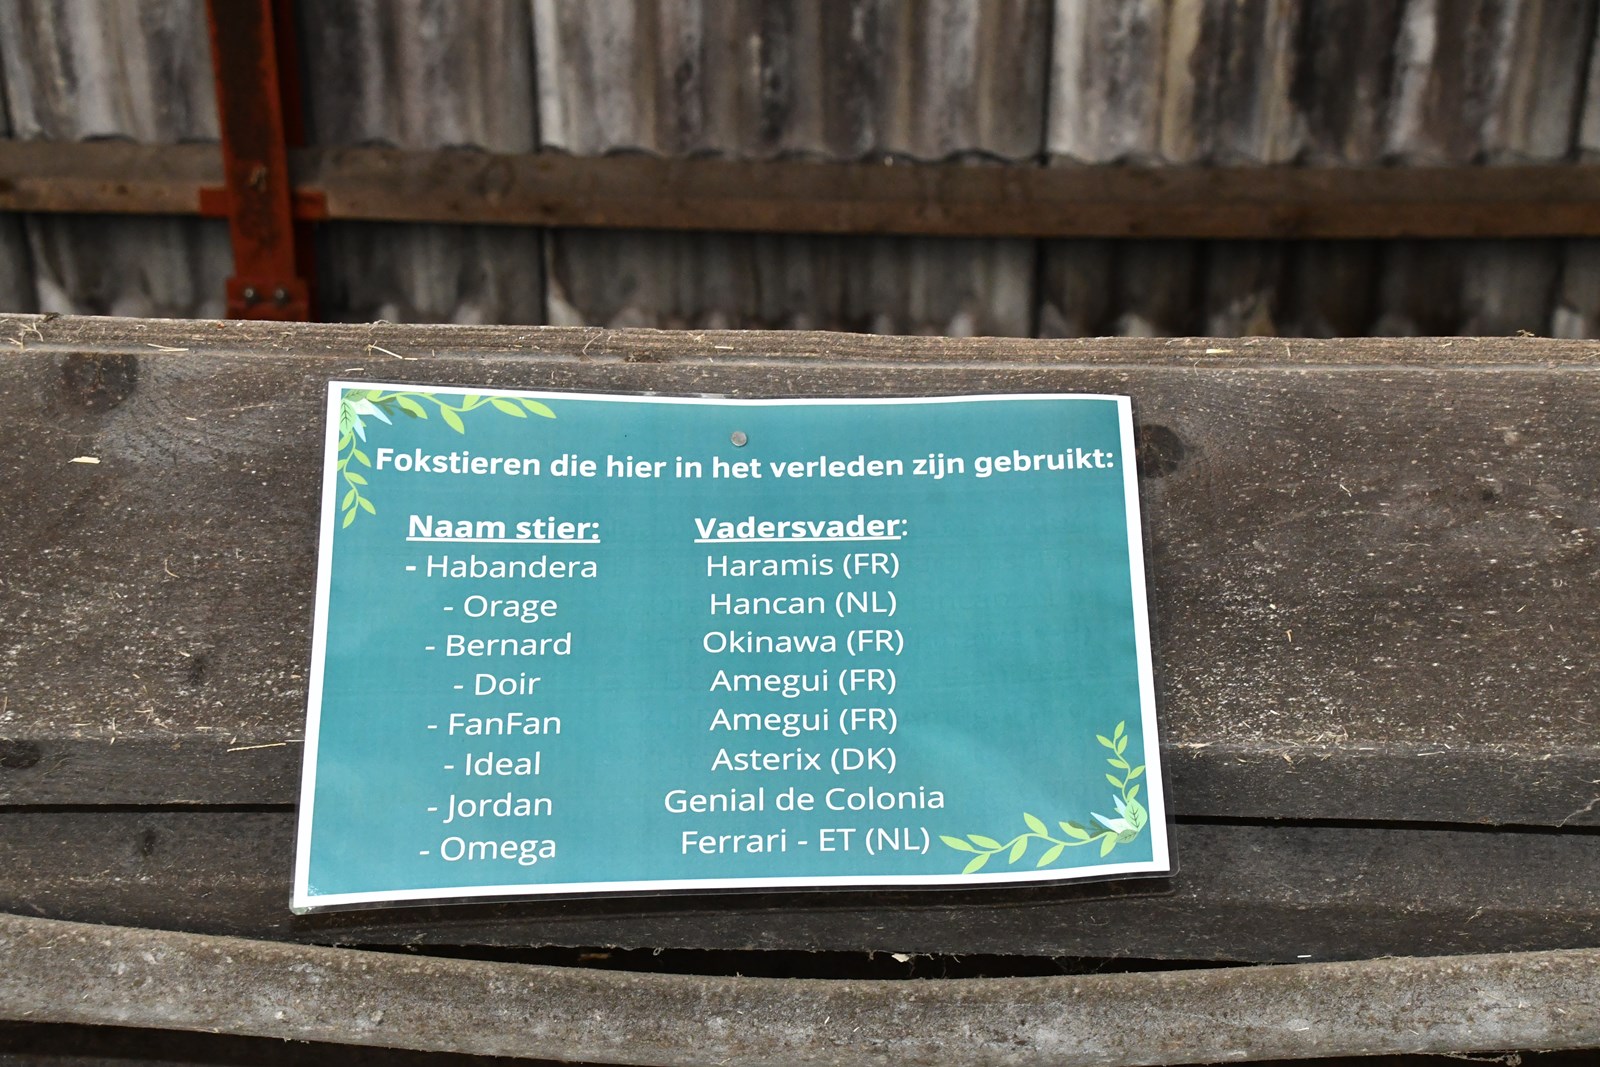 Fokstieren die hier in het verleden zijn gebruikt:
Naam stier: Vadersvader:
- Habandera Haramis (FR)
- Orage Hancan (NL)
- Bernard Okinawa (FR)
- Doir Amegui (FR)
- FanFan Amegui (FR)
- Ideal Asterix (DK)
- Jordan Genial de Colonia
- Omega Ferrari - ET (NL)